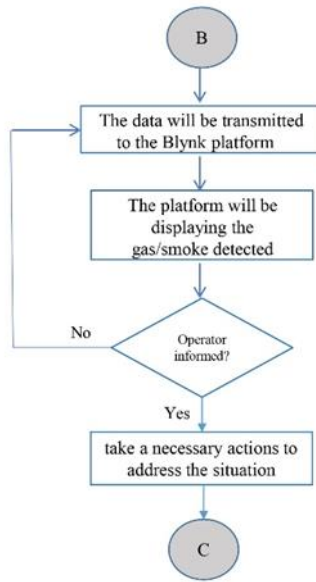 B
The data will be transmitted
to the Blynk platform
The platform will be
displaying the
gas/smoke detected
No
Operator
informed?
Yes
take a necessary actions to
address the situation
C